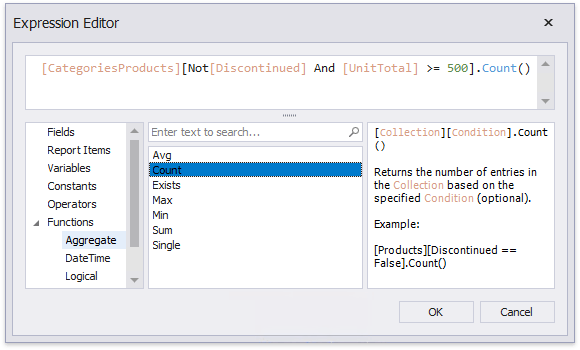 Expression Editor
[CategoriesProducts][Not[Discontinued] And [UnitTotal] >= 500].Count()
Fields
Report Items
Variables
Constants
Operators
Functions
Aggregate
DateTime
Logical
Enter text to search...
Avg
Count
Exists
Max
Min
Sum
Single
[Collection][Condition].Count
()
Returns the number of entries in
the Collection based on the
specified Condition (optional).
Example:
[Products][Discontinued ==
False].Count()
OK
Cancel